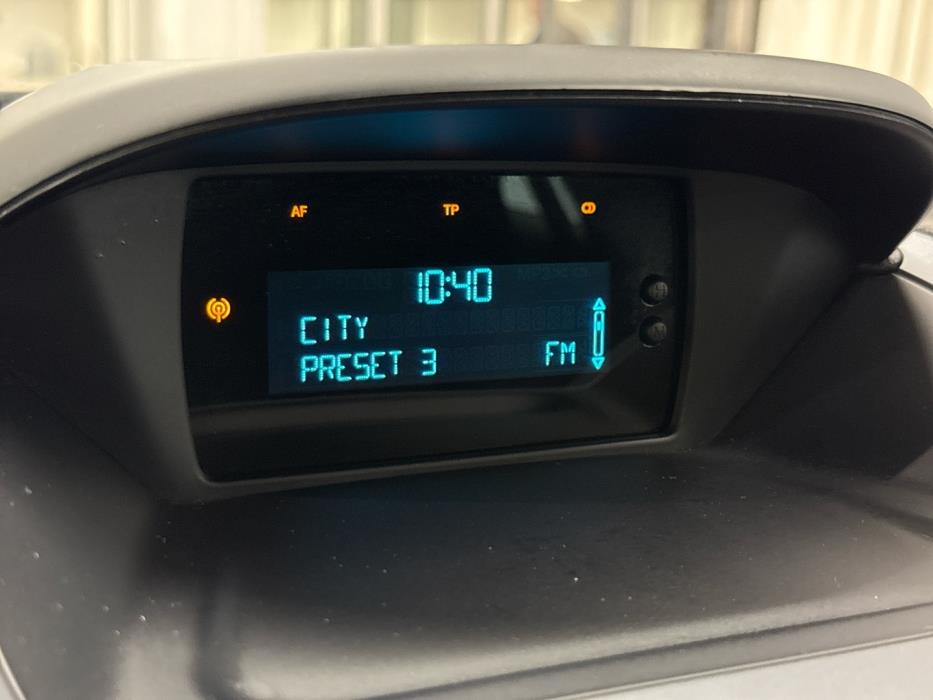 AF TP
10:40
CITY
PRESET 3 FM
H
M